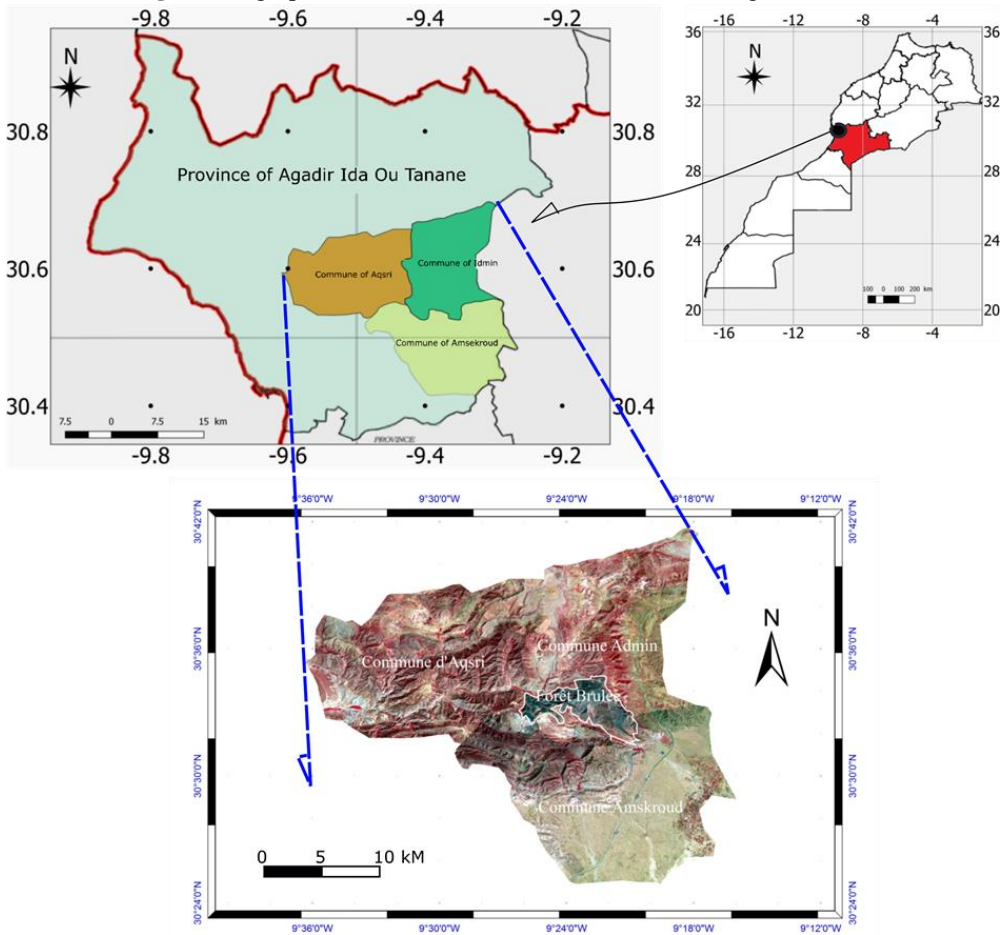 -9.8 -9.6 -9.4 -9.2
N
30.8 30.8
Province of Agadir Ida Ou Tanane
30.6 30.6
Commune of Aqsri
Commune of Idmin
Commune of Amsekroud
30.4 30.4
7.5 0 7.5 15 km
PROVINCE
-9.8 -9.6 -9.4 -9.2
-16 -12 -8 -4
36 36
N
32 32
28 28
24 24
100 0 100 200 km
20 20
-16 -12 -8 -4
9°36'0"W 9°30'0"W 9°24'0"W 9°18'0"W 9°12'0"W
30°42'0"N 30°42'0"N
N
Commune d'Aqsri
Commune Admin
30°36'0"N 30°36'0"N
Forêt Brulee
30°30'0"N 30°30'0"N
Commune Amskroud
0 5 10 kM
30°24'0"N 30°24'0"N
9°36'0"W 9°30'0"W 9°24'0"W 9°18'0"W 9°12'0"W